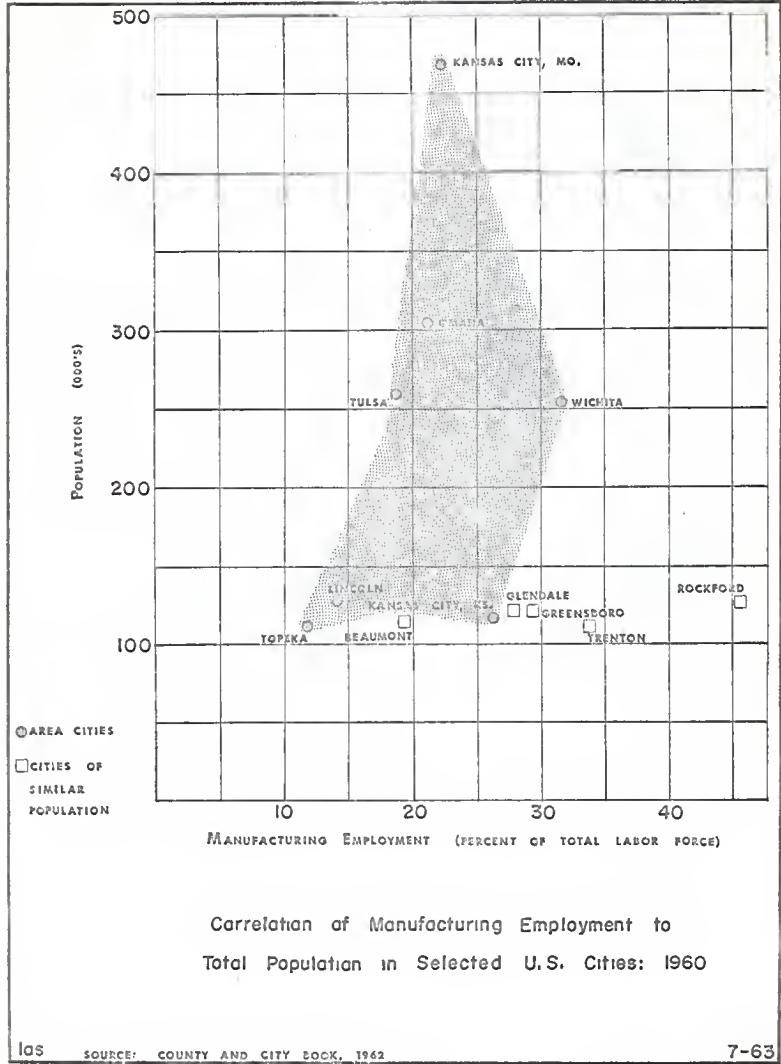 500
KANSAS CITY, MO.
400
300
OMAHA
TULSA
WICHITA
POPULATION (000'S)
200
LINCOLN
KANSAS CITY, KS.
GLENDALE
ROCKFORD
GREENSBORO
TOPEKA
BEAUMONT
TRENTON
100
AREA CITIES
CITIES OF
SIMILAR
POPULATION
10 20 30 40
MANUFACTURING EMPLOYMENT (PERCENT OF TOTAL LABOR FORCE)
Correlation of Manufacturing Employment to
Total Population in Selected U.S. Cities: 1960
las SOURCE: COUNTY AND CITY BOOK, 1962 7-63